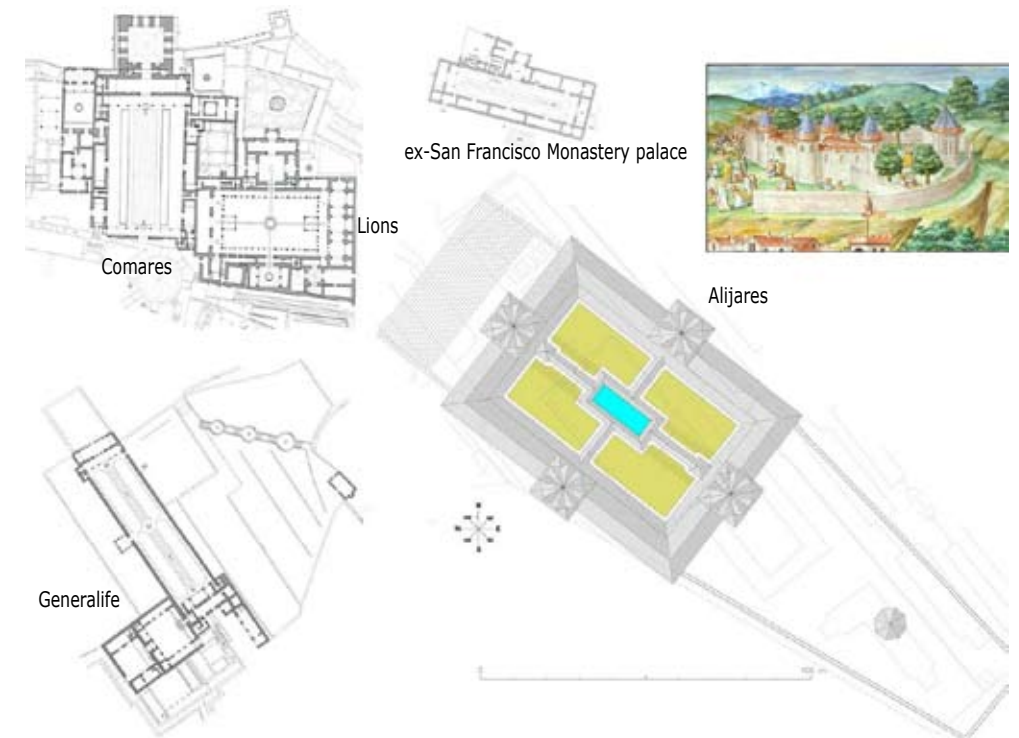 ex-San Francisco Monastery palace
Lions
Comares
Alijares
Generalife